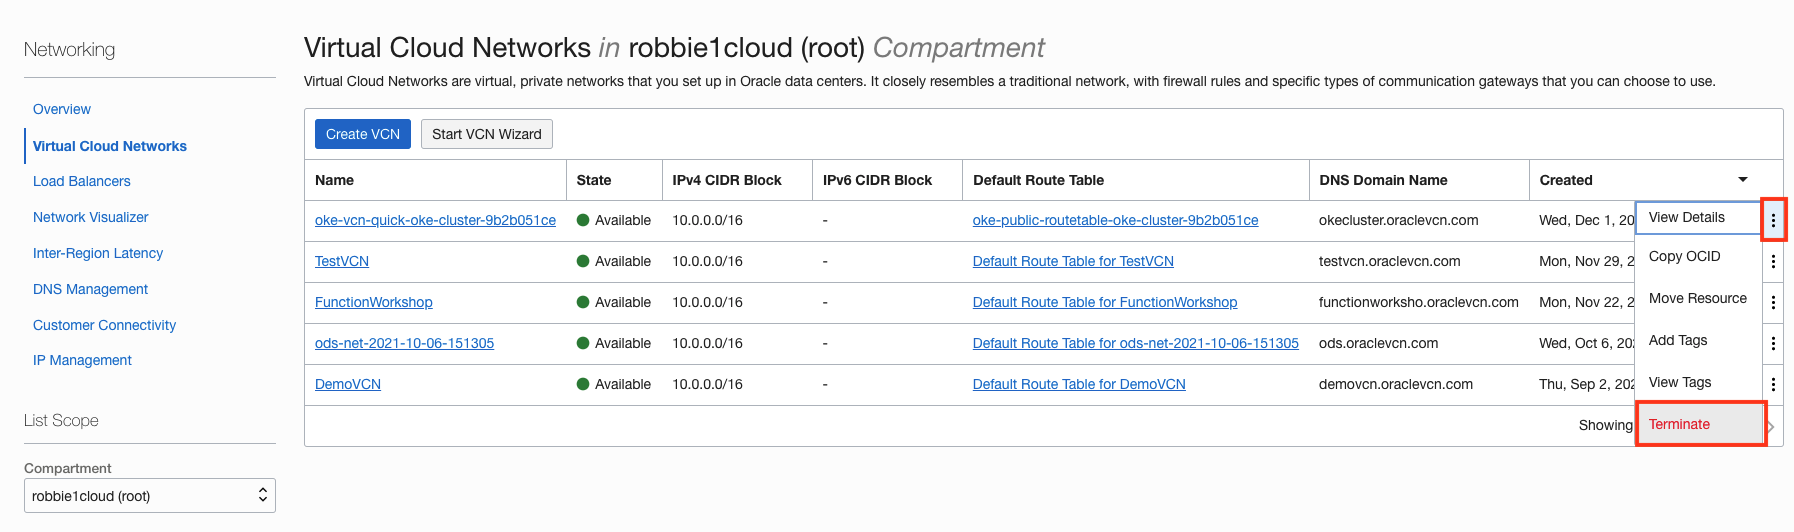 Networking
Overview
Virtual Cloud Networks
Load Balancers
Network Visualizer
Inter-Region Latency
DNS Management
Customer Connectivity
IP Management
List Scope
Compartment
robbie1cloud (root)
Virtual Cloud Networks in robbie1cloud (root) Compartment
Virtual Cloud Networks are virtual, private networks that you set up in Oracle data centers. It closely resembles a traditional network, with firewall rules and specific types of communication gateways that you can choose to use.
Create VCN Start VCN Wizard
Name State IPv4 CIDR Block IPv6 CIDR Block Default Route Table DNS Domain Name Created
oke-vcn-quick-oke-cluster-9b2b051ce Available 10.0.0.0/16 - oke-public-routetable-oke-cluster-9b2b051ce okecluster.oraclevcn.com Wed, Dec 1, 20
TestVCN Available 10.0.0.0/16 - Default Route Table for TestVCN testvcn.oraclevcn.com Mon, Nov 29, 2
FunctionWorkshop Available 10.0.0.0/16 - Default Route Table for FunctionWorkshop functionworksho.oraclevcn.com Mon, Nov 22, 2
ods-net-2021-10-06-151305 Available 10.0.0.0/16 - Default Route Table for ods-net-2021-10-06-151305 ods.oraclevcn.com Wed, Oct 6, 20
DemoVCN Available 10.0.0.0/16 - Default Route Table for DemoVCN demovcn.oraclevcn.com Thu, Sep 2, 20
Showing
View Details
Copy OCID
Move Resource
Add Tags
View Tags
Terminate